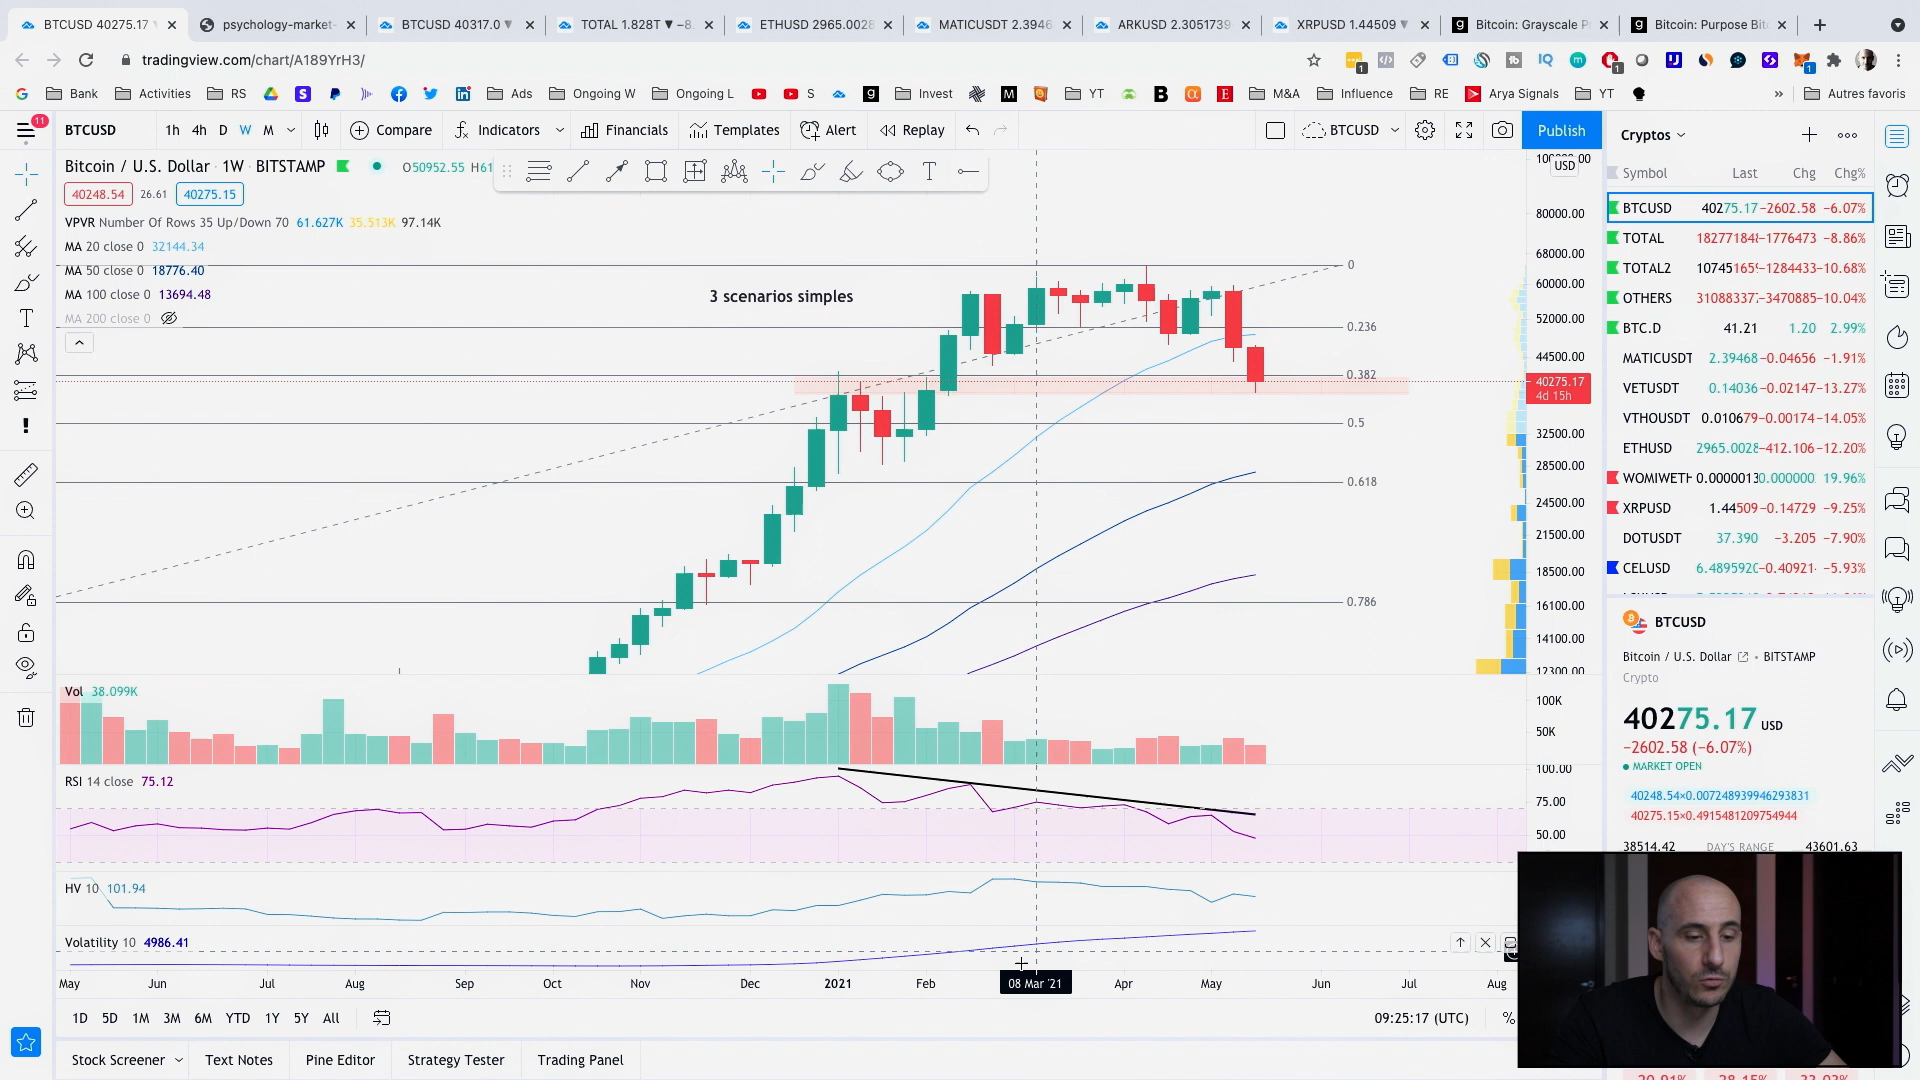 BTCUSD 40275.17
psychology-market-
BTCUSD 40317.0 ▼
TOTAL 1.828T ▼ −8.
ETHUSD 2965.0028
MATICUSDT 2.3946
ARKUSD 2.3051739
XRPUSD 1.44509 ▼
Bitcoin: Grayscale P
Bitcoin: Purpose Bit
tradingview.com/chart/A189YrH3/
Bank
Activities
RS
Ads
Ongoing W
Ongoing L
S
Invest
YT
M&A
Influence
RE
Arya Signals
YT
»
Autres favoris
11
BTCUSD
1h 4h D W M
Compare
Indicators
Financials
Templates
Alert
Replay
BTCUSD
Publish
Bitcoin / U.S. Dollar · 1W · BITSTAMP
O50952.55 H61
40248.54 26.61 40275.15
VPVR Number Of Rows 35 Up/Down 70 61.627K 35.513K 97.14K
MA 20 close 0 32144.34
MA 50 close 0 18776.40
MA 100 close 0 13694.48
MA 200 close 0
3 scenarios simples
0
0.236
0.382
0.5
0.618
0.786
USD
80000.00
68000.00
60000.00
52000.00
44500.00
40275.17
4d 15h
32500.00
28500.00
24500.00
21500.00
18500.00
16100.00
14100.00
12300.00
Vol 38.099K
100K
50K
RSI 14 close 75.12
100.00
75.00
50.00
HV 10 101.94
Volatility 10 4986.41
May Jun Jul Aug Sep Oct Nov Dec 2021 Feb 08 Mar '21 Apr May Jun Jul Aug
1D 5D 1M 3M 6M YTD 1Y 5Y All
09:25:17 (UTC)
%
Stock Screener
Text Notes
Pine Editor
Strategy Tester
Trading Panel
Cryptos
Symbol Last Chg Chg%
BTCUSD 40275.17 −2602.58 −6.07%
TOTAL −1776473 −8.86%
TOTAL2 −1284433 −10.68%
OTHERS −3470885 −10.04%
BTC.D 41.21 1.20 2.99%
MATICUSDT 2.39468 −0.04656 −1.91%
VETUSDT 0.14036 −0.02147 −13.27%
VTHOUSDT 0.010679 −0.00174 −14.05%
ETHUSD 2965.0028 −412.106 −12.20%
WOMIWETH 0.0000013 0.000000 19.96%
XRPUSD 1.44509 −0.14729 −9.25%
DOTUSDT 37.390 −3.205 −7.90%
CELUSD 6.489592 −0.40921 −5.93%
BTCUSD
Bitcoin / U.S. Dollar • BITSTAMP
Crypto
40275.17 USD
−2602.58 (−6.07%)
MARKET OPEN
40248.54×0.007248939946293831
40275.15×0.4915481209754944
38514.42 DAY'S RANGE 43601.63